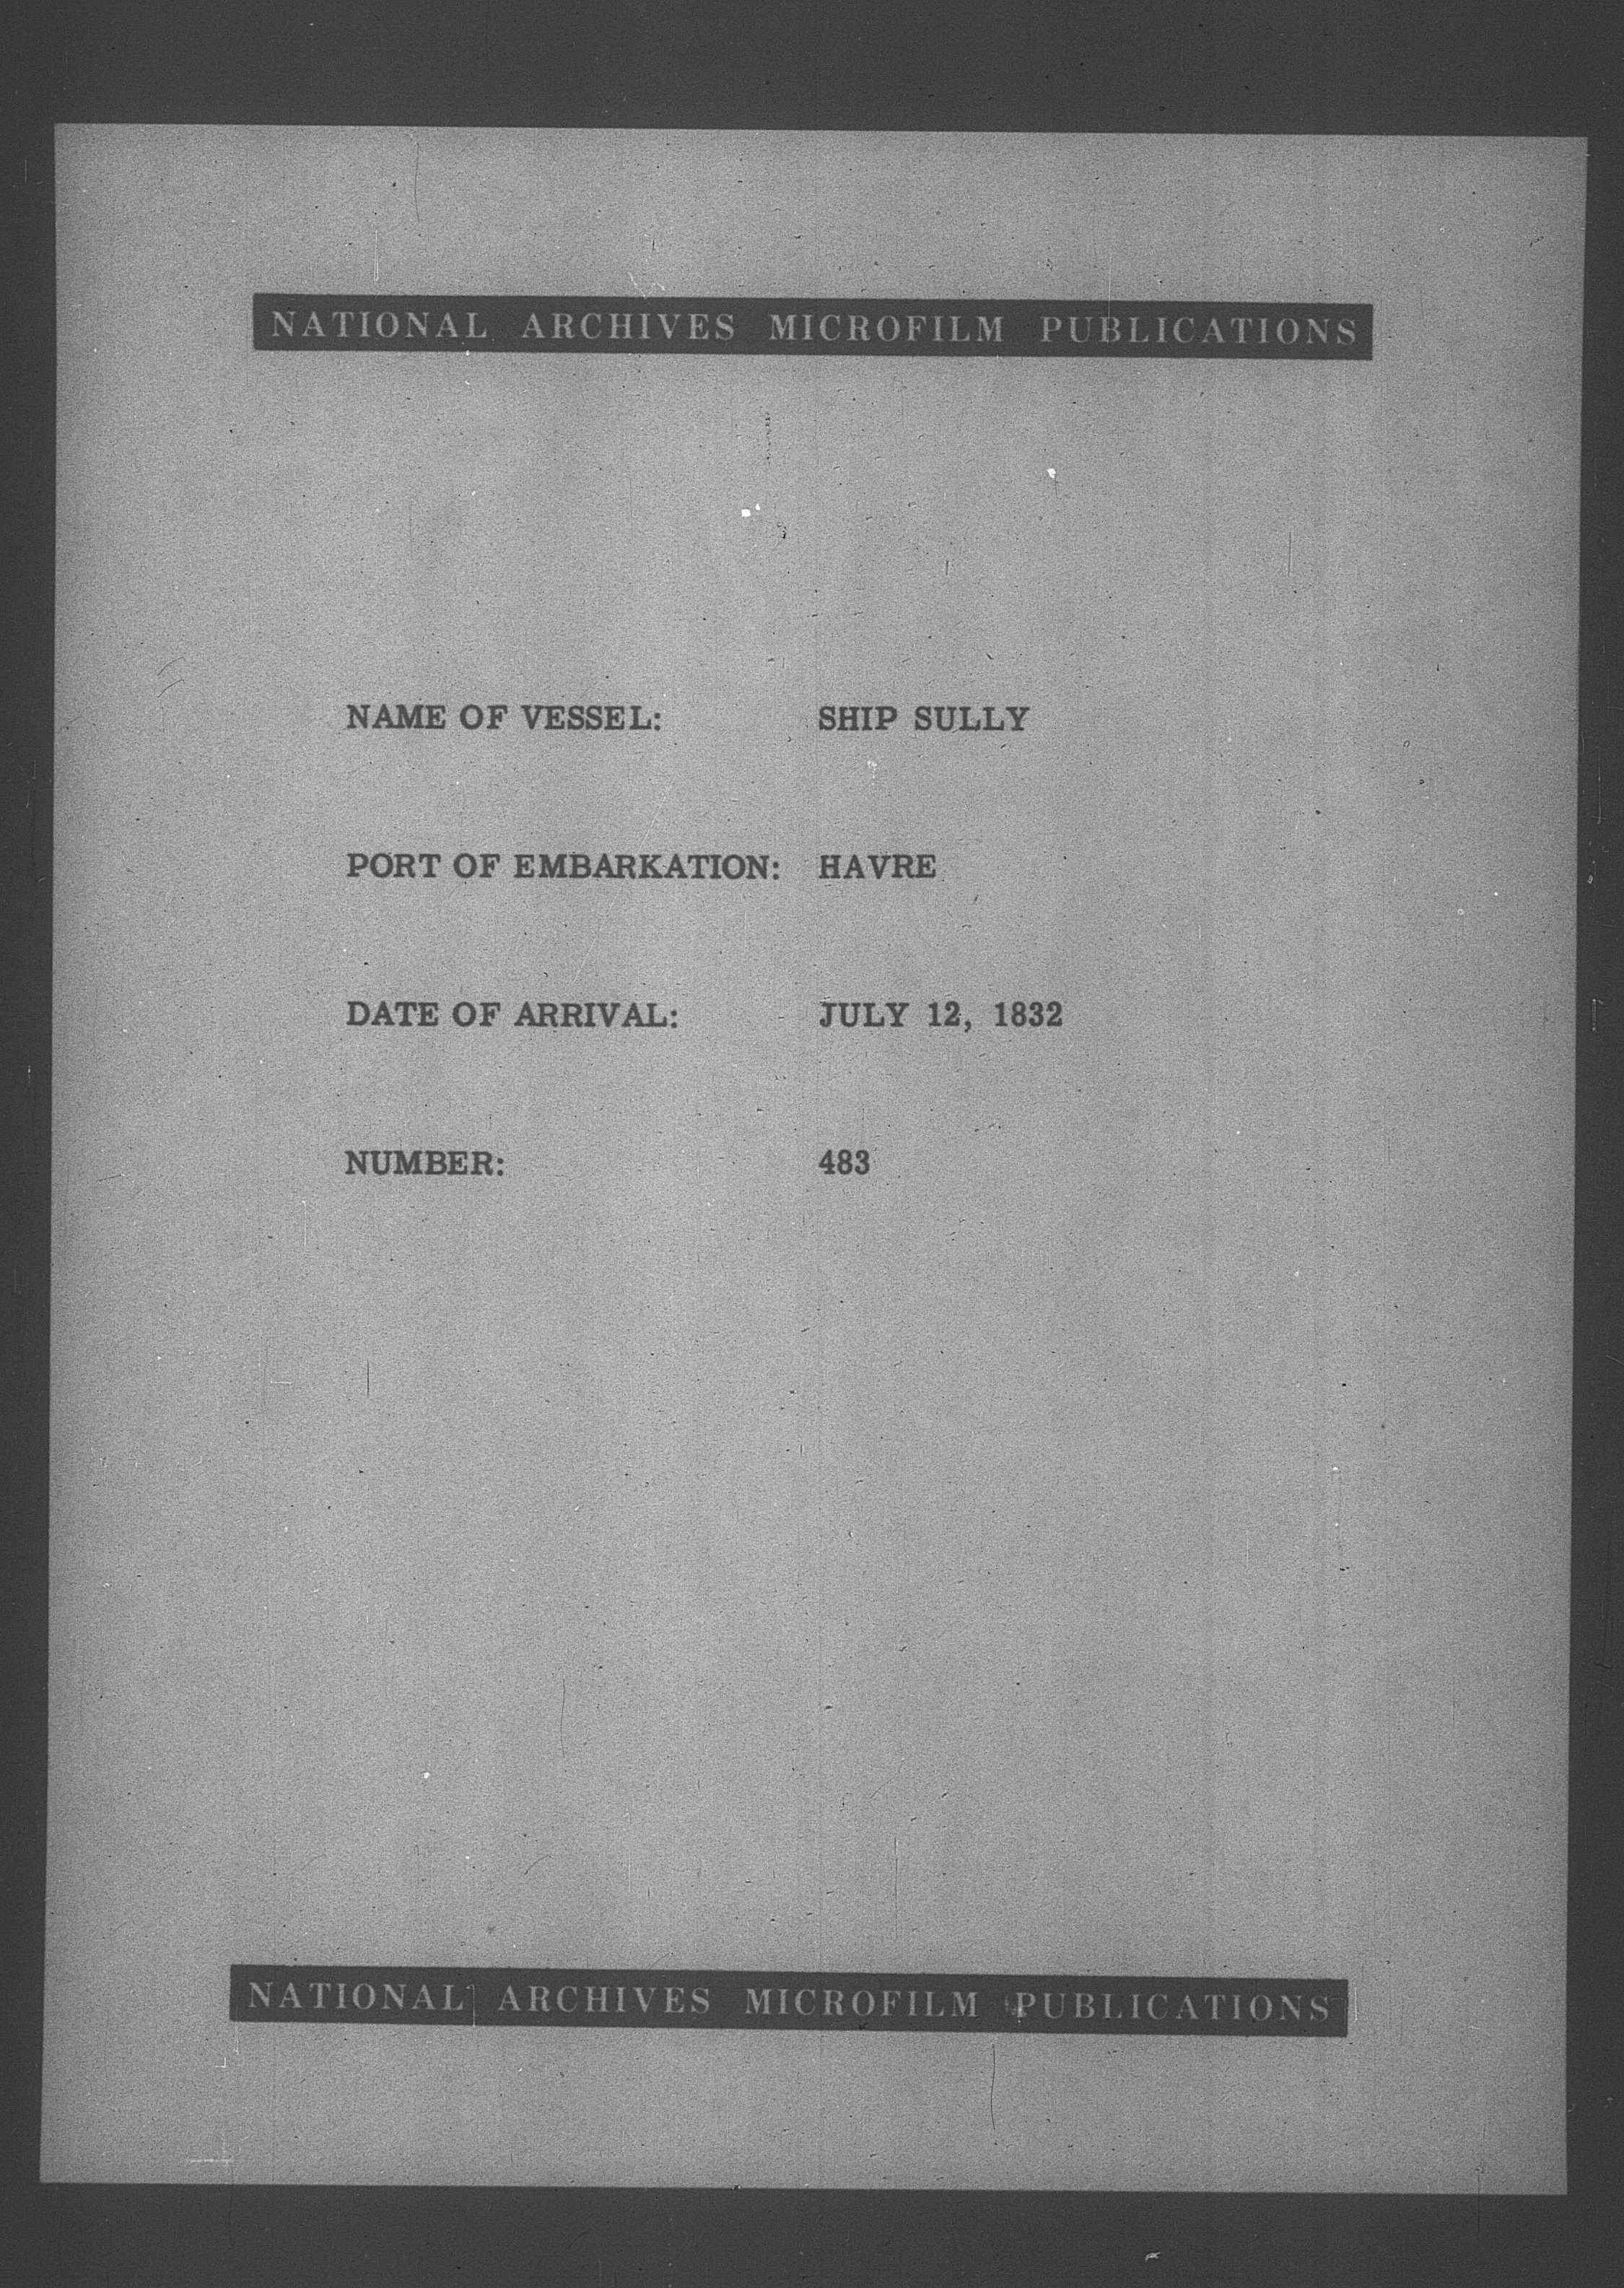 NATIONAL ARCHIVES MICROFILM PUBLICATIONS
NAME OF VESSEL: SHIP SULLY
PORT OF EMBARKATION: HAVRE
DATE OF ARRIVAL: JULY 12, 1832
NUMBER: 483
NATIONAL ARCHIVES MICROFILM PUBLICATIONS